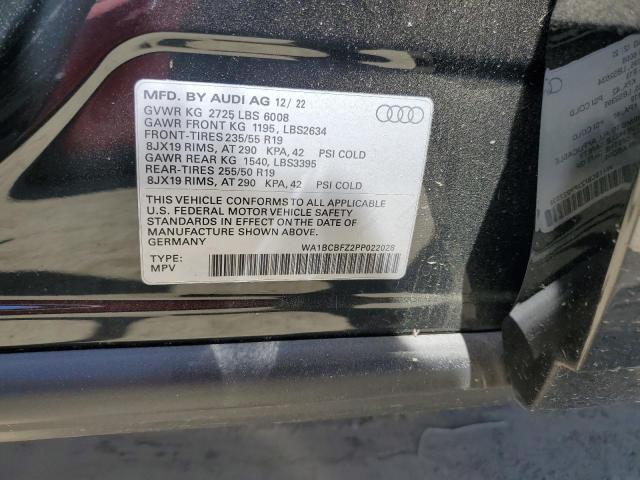 MFD. BY AUDI AG 12/ 22
GVWR KG 2725 LBS 6008
GAWR FRONT KG 1195, LBS2634
FRONT-TIRES 235/55 R19
8JX19 RIMS, AT 290 KPA, 42 PSI COLD
GAWR REAR KG 1540, LBS3395
REAR-TIRES 255/50 R19
8JX19 RIMS, AT 290 KPA, 42 PSI COLD
THIS VEHICLE CONFORMS TO ALL APPLICABLE
U.S. FEDERAL MOTOR VEHICLE SAFETY
STANDARDS IN EFFECT ON THE DATE OF
MANUFACTURE SHOWN ABOVE.
GERMANY
WA1BCBFZ2PP022028
TYPE:
MPV